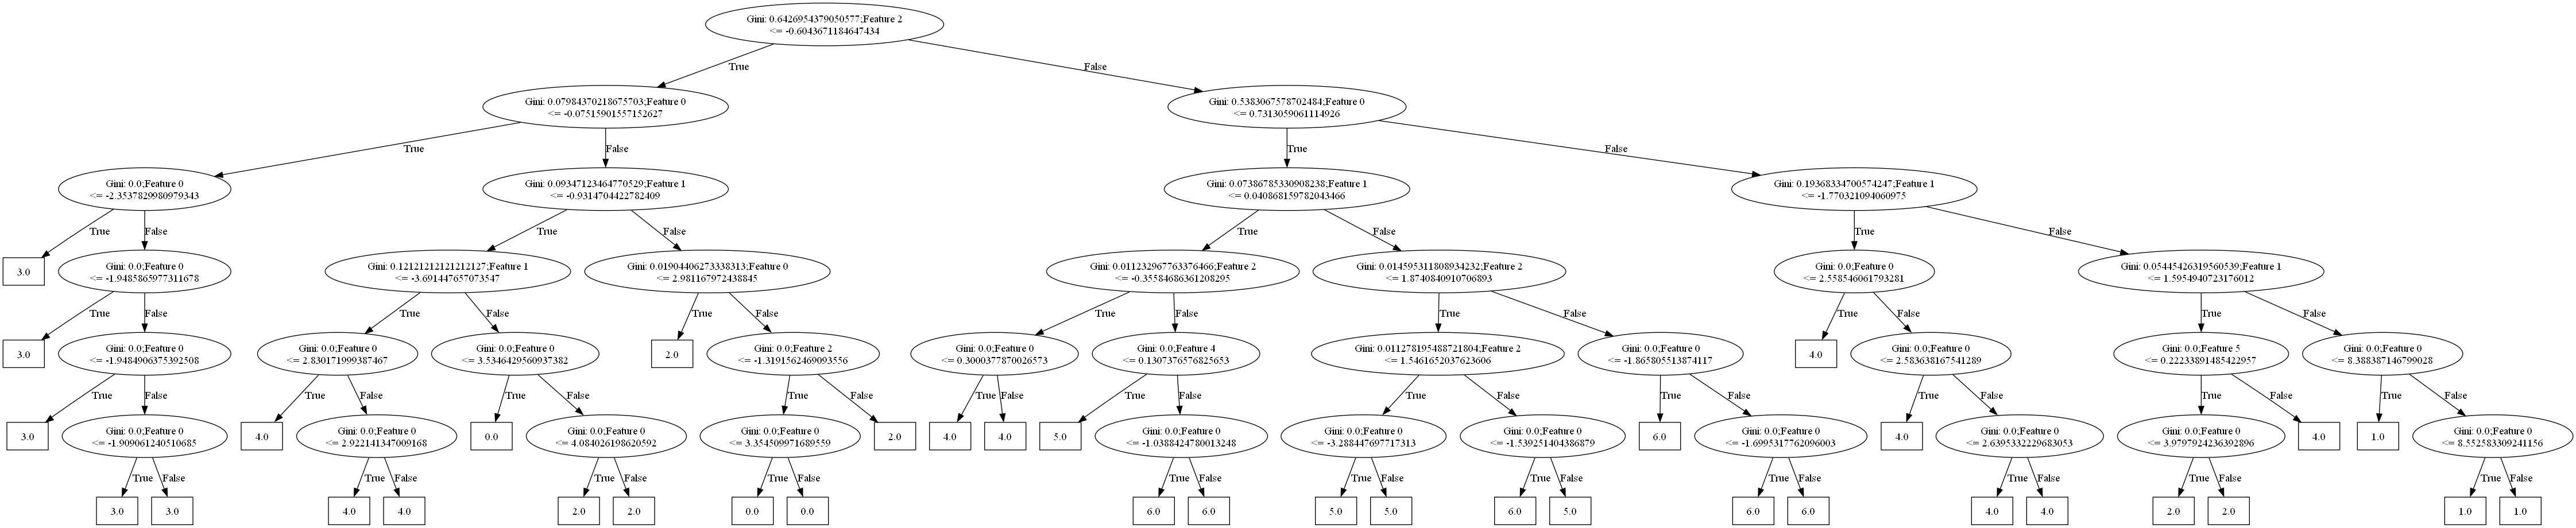 Gini: 0.6426954379050577;Feature 2
<= -0.6043671184647434
True
False
Gini: 0.07984370218675703;Feature 0
<= -0.07515901557152627
Gini: 0.5383067578702484;Feature 0
<= 0.7313059061114926
True
False
True
False
Gini: 0.0;Feature 0
<= -2.3537829980979343
Gini: 0.09347123464770529;Feature 1
<= -0.9314704422782409
Gini: 0.07386785330908238;Feature 1
<= 0.040868159782043466
Gini: 0.19368334700574247;Feature 1
<= -1.770321094060975
True
False
True
False
True
False
True
False
3.0
Gini: 0.0;Feature 0
<= -1.9485865977311678
Gini: 0.12121212121212127;Feature 1
<= -3.691447657073547
Gini: 0.01904406273338313;Feature 0
<= 2.981167972438845
Gini: 0.011232967763376466;Feature 2
<= -0.35584686361208295
Gini: 0.014595311808934232;Feature 2
<= 1.8740840910706893
Gini: 0.0;Feature 0
<= 2.558546061793281
Gini: 0.05445426319560539;Feature 1
<= 1.5954940723176012
True
False
True
False
True
False
True
False
True
False
True
False
True
False
3.0
Gini: 0.0;Feature 0
<= -1.9484906375392508
Gini: 0.0;Feature 0
<= 2.830171999387467
Gini: 0.0;Feature 0
<= 3.5346429560937382
2.0
Gini: 0.0;Feature 2
<= -1.3191562469093556
Gini: 0.0;Feature 0
<= 0.3000377870026573
Gini: 0.0;Feature 4
<= 0.1307376576825653
Gini: 0.011278195488721804;Feature 2
<= 1.5461652037623606
Gini: 0.0;Feature 0
<= -1.865805513874117
4.0
Gini: 0.0;Feature 0
<= 2.583638167541289
Gini: 0.0;Feature 5
<= 0.22233891485422957
Gini: 0.0;Feature 0
<= 8.388387146799028
True
False
True
False
True
False
True
False
True
False
True
False
True
False
True
False
True
False
True
False
True
False
3.0
Gini: 0.0;Feature 0
<= -1.909061240510685
4.0
Gini: 0.0;Feature 0
<= 2.922141347009168
0.0
Gini: 0.0;Feature 0
<= 4.084026198620592
Gini: 0.0;Feature 0
<= 3.354509971689559
2.0
4.0
4.0
5.0
Gini: 0.0;Feature 0
<= -1.0388424780013248
Gini: 0.0;Feature 0
<= -3.288447697717313
Gini: 0.0;Feature 0
<= -1.539251404386879
6.0
Gini: 0.0;Feature 0
<= -1.6995317762096003
4.0
Gini: 0.0;Feature 0
<= 2.6395332229683053
Gini: 0.0;Feature 0
<= 3.9797924236392896
4.0
1.0
Gini: 0.0;Feature 0
<= 8.552583309241156
True
False
True
False
True
False
True
False
True
False
True
False
True
False
True
False
True
False
True
False
True
False
3.0
3.0
4.0
4.0
2.0
2.0
0.0
0.0
6.0
6.0
5.0
5.0
6.0
5.0
6.0
6.0
4.0
4.0
2.0
2.0
1.0
1.0